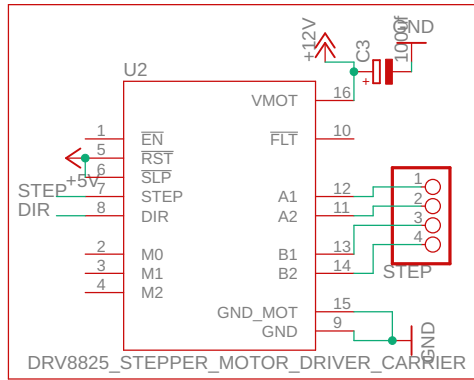 +12V
C3
100uf
GND
U2
VMOT 16
1 EN
FLT 10
5 RST
6 SLP
+5V
STEP 7 STEP
DIR 8 DIR
A1 12
A2 11
B1 13
B2 14
1
2
3
4
STEP
2 M0
3 M1
4 M2
GND_MOT 15
GND 9
GND
+
DRV8825_STEPPER_MOTOR_DRIVER_CARRIER